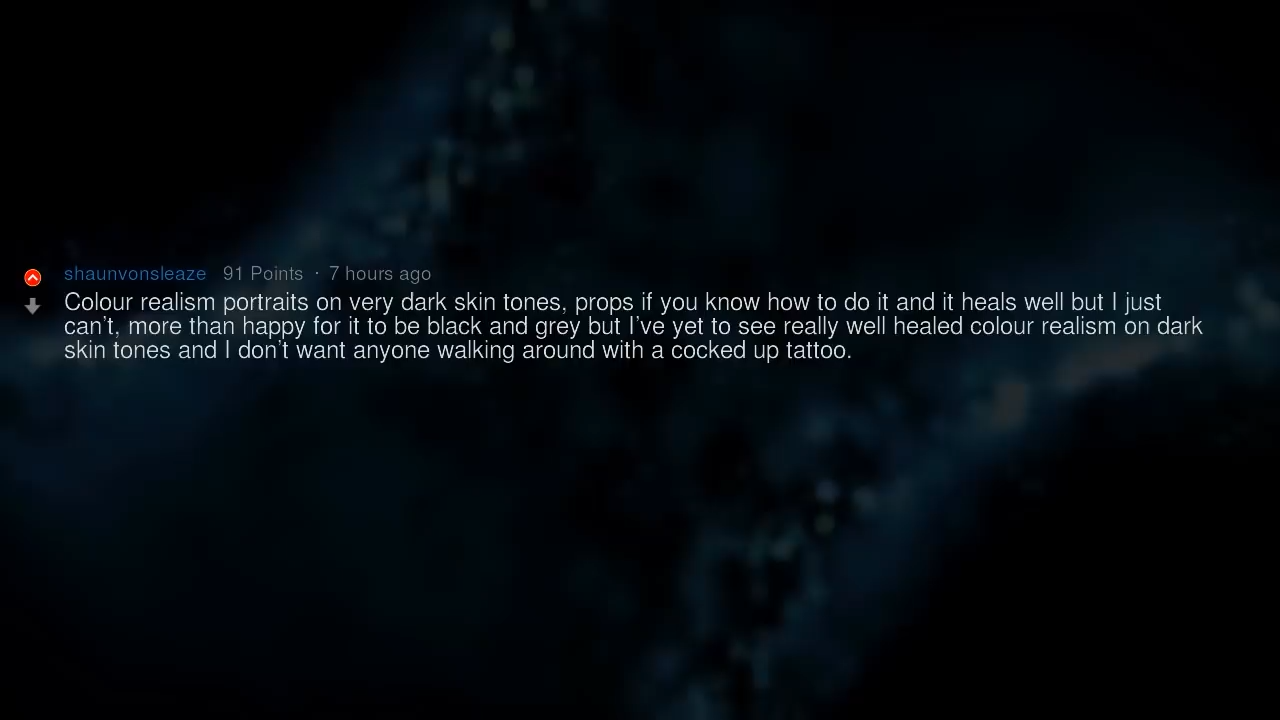 shaunvonsleaze 91 Points · 7 hours ago
Colour realism portraits on very dark skin tones, props if you know how to do it and it heals well but I just
can't, more than happy for it to be black and grey but I've yet to see really well healed colour realism on dark
skin tones and I don't want anyone walking around with a cocked up tattoo.